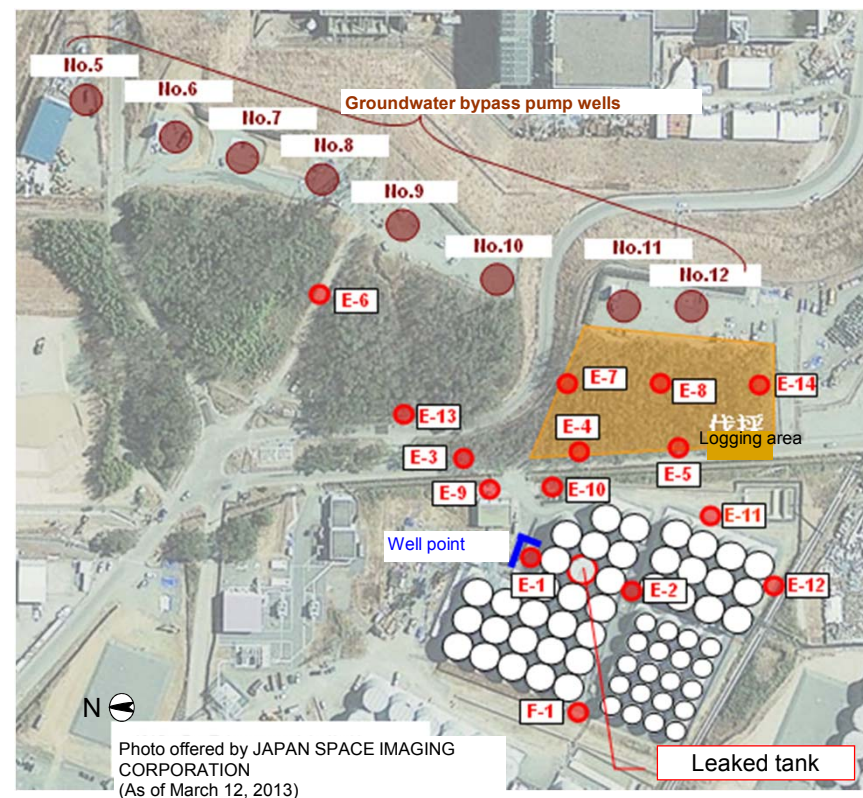 No.5
No.6
Groundwater bypass pump wells
No.7
No.8
No.9
No.10
No.11
No.12
E-6
E-7
E-8
E-14
E-13
伐採
Logging area
E-4
E-3
E-5
E-9
E-10
E-11
Well point
E-1
E-2
E-12
F-1
N
Leaked tank
Photo offered by JAPAN SPACE IMAGING
CORPORATION
(As of March 12, 2013)